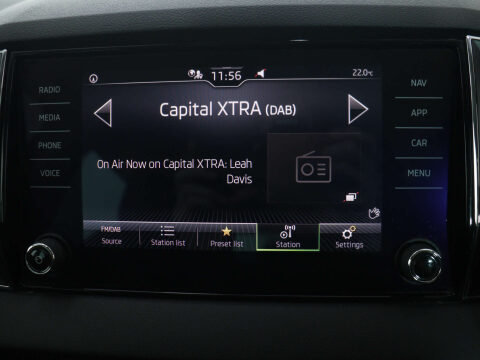 11:56
22.0°C
RADIO
MEDIA
PHONE
VOICE
Capital XTRA (DAB)
On Air Now on Capital XTRA: Leah
Davis
NAV
APP
CAR
MENU
FM/DAB
Source
Station list
Preset list
Station
Settings